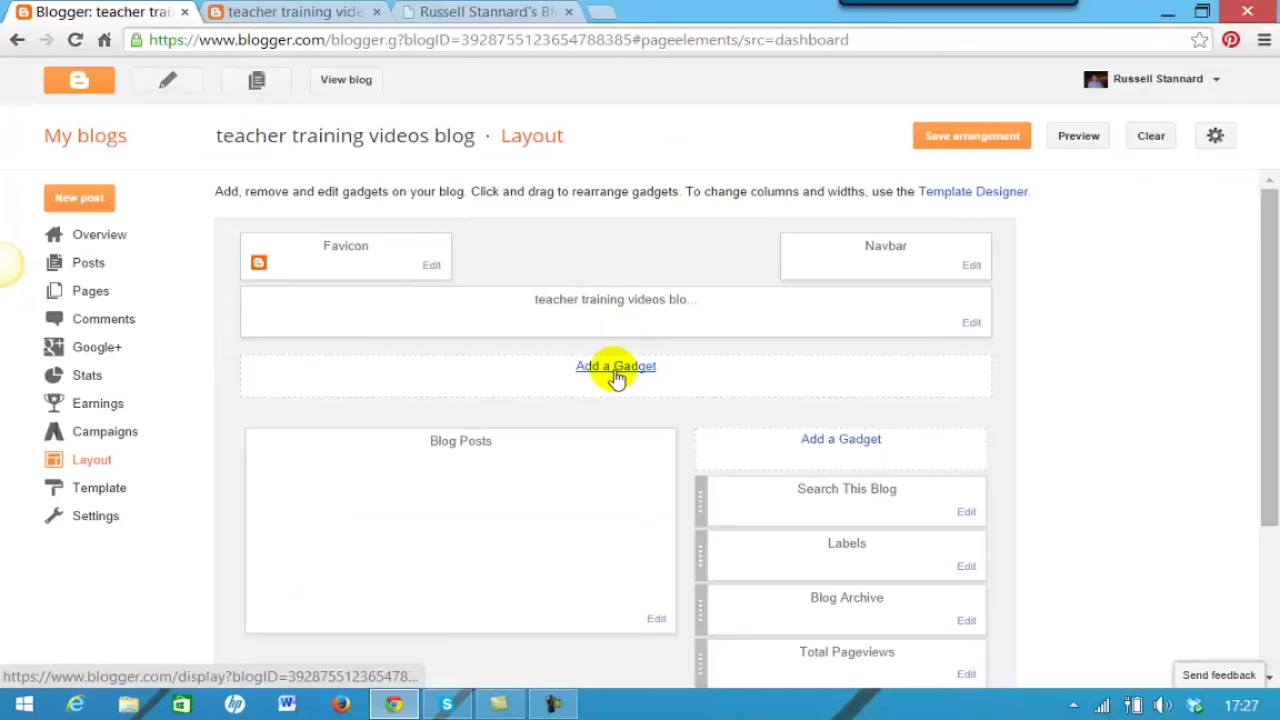 Blogger: teacher trai
teacher training vide
Russell Stannard's Bl
https://www.blogger.com/blogger.g?blogID=3928755123654788385#pageelements/src=dashboard
View blog
Russell Stannard
My blogs
teacher training videos blog · Layout
Save arrangement
Preview
Clear
New post
Add, remove and edit gadgets on your blog. Click and drag to rearrange gadgets. To change columns and widths, use the Template Designer.
Overview
Posts
Pages
Comments
Google+
Stats
Earnings
Campaigns
Layout
Template
Settings
Favicon
Edit
Navbar
Edit
teacher training videos blo...
Edit
Add a Gadget
Blog Posts
Edit
Add a Gadget
Search This Blog
Edit
Labels
Edit
Blog Archive
Edit
Total Pageviews
Edit
https://www.blogger.com/display?blogID=392875512365478...
Send feedback
17:27